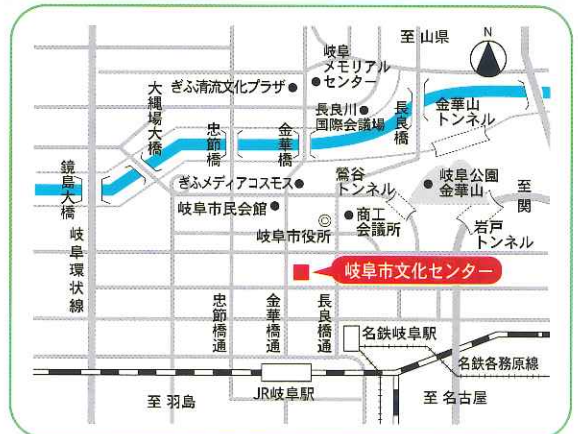 至 山県
N
岐阜
メモリアル
センター
ぎふ清流文化プラザ
長良川
国際会議場
長良橋
金華山
トンネル
大縄場大橋
忠節橋
金華橋
鏡島大橋
ぎふメディアコスモス
鶯谷
トンネル
岐阜公園
金華山
至
関
岐阜市民会館
商工
会議所
岐阜市役所
岩戸
トンネル
岐阜環状線
岐阜市文化センター
忠節橋通
金華橋通
長良橋通
名鉄岐阜駅
名鉄各務原線
JR岐阜駅
至 羽島
至 名古屋